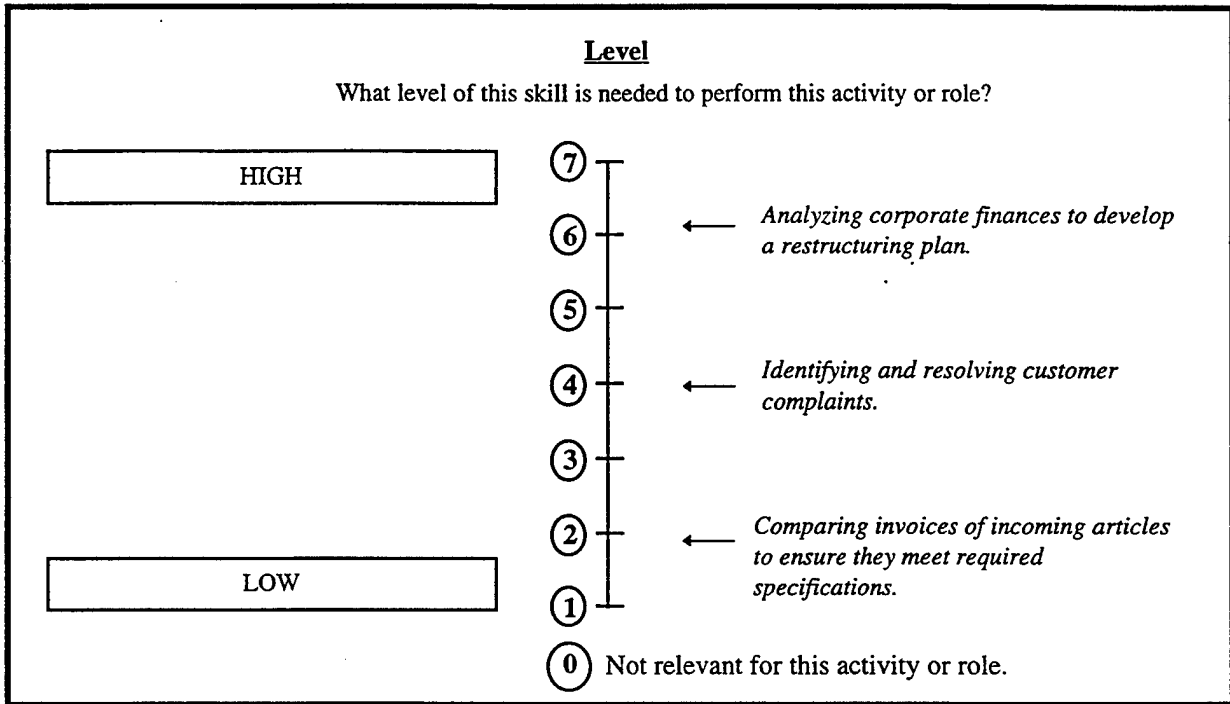 Level
What level of this skill is needed to perform this activity or role?
HIGH
7
6
Analyzing corporate finances to develop
a restructuring plan.
5
4
Identifying and resolving customer
complaints.
3
2
Comparing invoices of incoming articles
to ensure they meet required
specifications.
LOW
1
0 Not relevant for this activity or role.